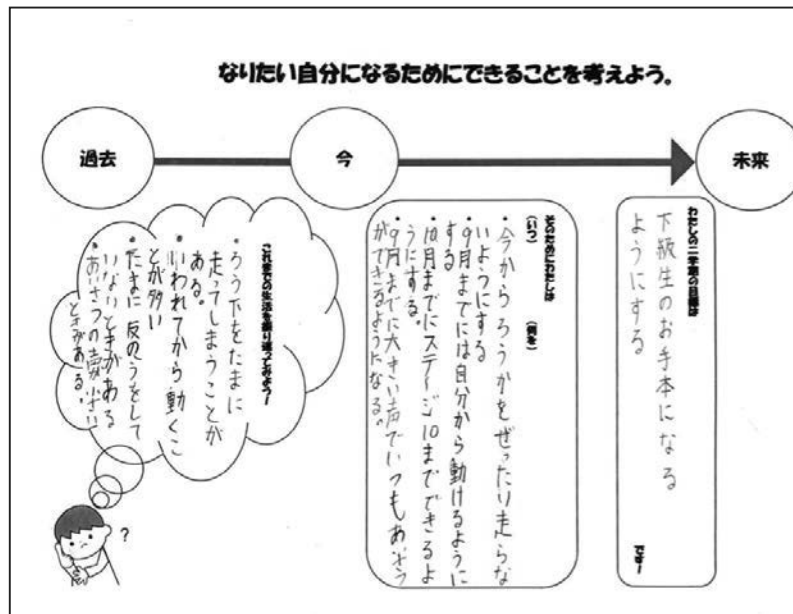 なりたい自分になるためにできることを考えよう。
過去
今
未来
これまでの生活を振り返ってみよう!
・ろう下をたまに
走ってしまうことが
ある。
・いわれてから動くこ
とが多い
・たまに反のうをして
いないときがある
・あいさつの声小さい
ときがある。
?
そのためにわたしは
(いつ)
(何を)
・今からろうかをぜったい走らな
いようにする
・9月までには自分から動けるように
する
・10月までにステージ10までできるよ
うにする。
・9月までに大きい声でいつもあいさつ
ができるようになる。
わたしの二学期の目標は
下級生のお手本になる
ようにする
です!